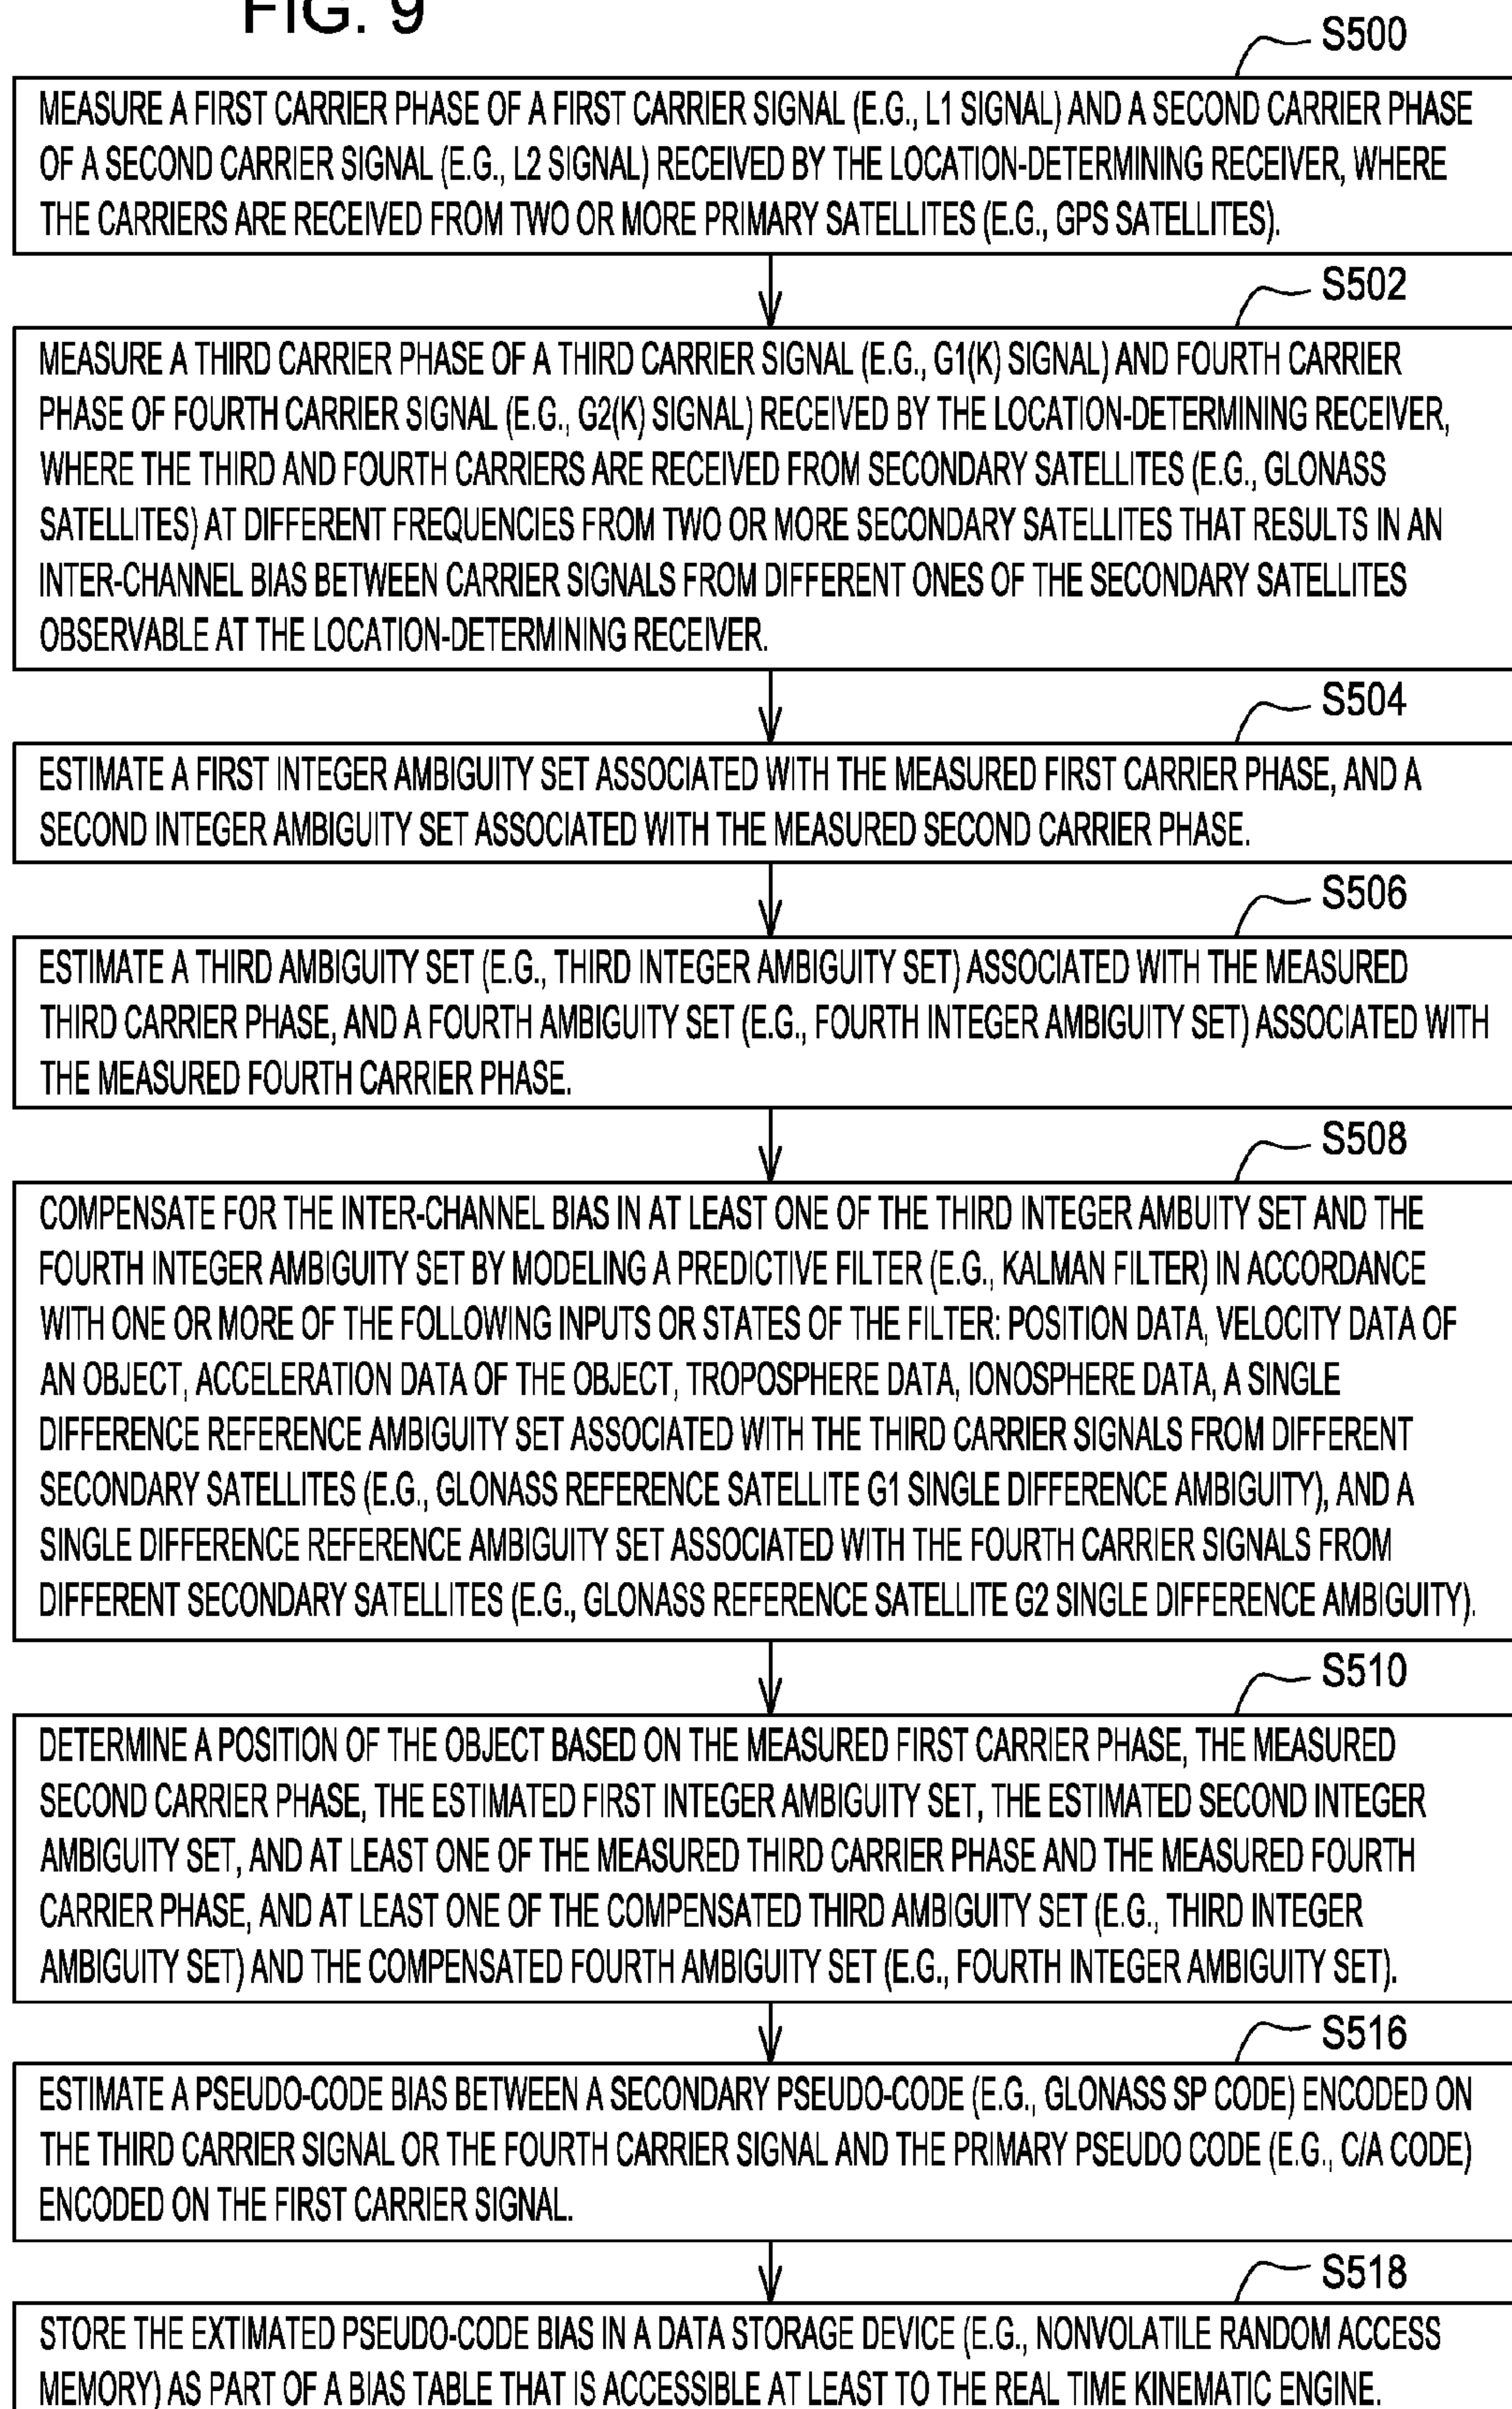 FIG. 9
S500
MEASURE A FIRST CARRIER PHASE OF A FIRST CARRIER SIGNAL (E.G., L1 SIGNAL) AND A SECOND CARRIER PHASE
OF A SECOND CARRIER SIGNAL (E.G., L2 SIGNAL) RECEIVED BY THE LOCATION-DETERMINING RECEIVER, WHERE
THE CARRIERS ARE RECEIVED FROM TWO OR MORE PRIMARY SATELLITES (E.G., GPS SATELLITES).
S502
MEASURE A THIRD CARRIER PHASE OF A THIRD CARRIER SIGNAL (E.G., G1(K) SIGNAL) AND FOURTH CARRIER
PHASE OF FOURTH CARRIER SIGNAL (E.G., G2(K) SIGNAL) RECEIVED BY THE LOCATION-DETERMINING RECEIVER,
WHERE THE THIRD AND FOURTH CARRIERS ARE RECEIVED FROM SECONDARY SATELLITES (E.G., GLONASS
SATELLITES) AT DIFFERENT FREQUENCIES FROM TWO OR MORE SECONDARY SATELLITES THAT RESULTS IN AN
INTER-CHANNEL BIAS BETWEEN CARRIER SIGNALS FROM DIFFERENT ONES OF THE SECONDARY SATELLITES
OBSERVABLE AT THE LOCATION-DETERMINING RECEIVER.
S504
ESTIMATE A FIRST INTEGER AMBIGUITY SET ASSOCIATED WITH THE MEASURED FIRST CARRIER PHASE, AND A
SECOND INTEGER AMBIGUITY SET ASSOCIATED WITH THE MEASURED SECOND CARRIER PHASE.
S506
ESTIMATE A THIRD AMBIGUITY SET (E.G., THIRD INTEGER AMBIGUITY SET) ASSOCIATED WITH THE MEASURED
THIRD CARRIER PHASE, AND A FOURTH AMBIGUITY SET (E.G., FOURTH INTEGER AMBIGUITY SET) ASSOCIATED WITH
THE MEASURED FOURTH CARRIER PHASE.
S508
COMPENSATE FOR THE INTER-CHANNEL BIAS IN AT LEAST ONE OF THE THIRD INTEGER AMBUITY SET AND THE
FOURTH INTEGER AMBIGUITY SET BY MODELING A PREDICTIVE FILTER (E.G., KALMAN FILTER) IN ACCORDANCE
WITH ONE OR MORE OF THE FOLLOWING INPUTS OR STATES OF THE FILTER: POSITION DATA, VELOCITY DATA OF
AN OBJECT, ACCELERATION DATA OF THE OBJECT, TROPOSPHERE DATA, IONOSPHERE DATA, A SINGLE
DIFFERENCE REFERENCE AMBIGUITY SET ASSOCIATED WITH THE THIRD CARRIER SIGNALS FROM DIFFERENT
SECONDARY SATELLITES (E.G., GLONASS REFERENCE SATELLITE G1 SINGLE DIFFERENCE AMBIGUITY), AND A
SINGLE DIFFERENCE REFERENCE AMBIGUITY SET ASSOCIATED WITH THE FOURTH CARRIER SIGNALS FROM
DIFFERENT SECONDARY SATELLITES (E.G., GLONASS REFERENCE SATELLITE G2 SINGLE DIFFERENCE AMBIGUITY).
S510
DETERMINE A POSITION OF THE OBJECT BASED ON THE MEASURED FIRST CARRIER PHASE, THE MEASURED
SECOND CARRIER PHASE, THE ESTIMATED FIRST INTEGER AMBIGUITY SET, THE ESTIMATED SECOND INTEGER
AMBIGUITY SET, AND AT LEAST ONE OF THE MEASURED THIRD CARRIER PHASE AND THE MEASURED FOURTH
CARRIER PHASE, AND AT LEAST ONE OF THE COMPENSATED THIRD AMBIGUITY SET (E.G., THIRD INTEGER
AMBIGUITY SET) AND THE COMPENSATED FOURTH AMBIGUITY SET (E.G., FOURTH INTEGER AMBIGUITY SET).
S516
ESTIMATE A PSEUDO-CODE BIAS BETWEEN A SECONDARY PSEUDO-CODE (E.G., GLONASS SP CODE) ENCODED ON
THE THIRD CARRIER SIGNAL OR THE FOURTH CARRIER SIGNAL AND THE PRIMARY PSEUDO CODE (E.G., C/A CODE)
ENCODED ON THE FIRST CARRIER SIGNAL.
S518
STORE THE EXTIMATED PSEUDO-CODE BIAS IN A DATA STORAGE DEVICE (E.G., NONVOLATILE RANDOM ACCESS
MEMORY) AS PART OF A BIAS TABLE THAT IS ACCESSIBLE AT LEAST TO THE REAL TIME KINEMATIC ENGINE.